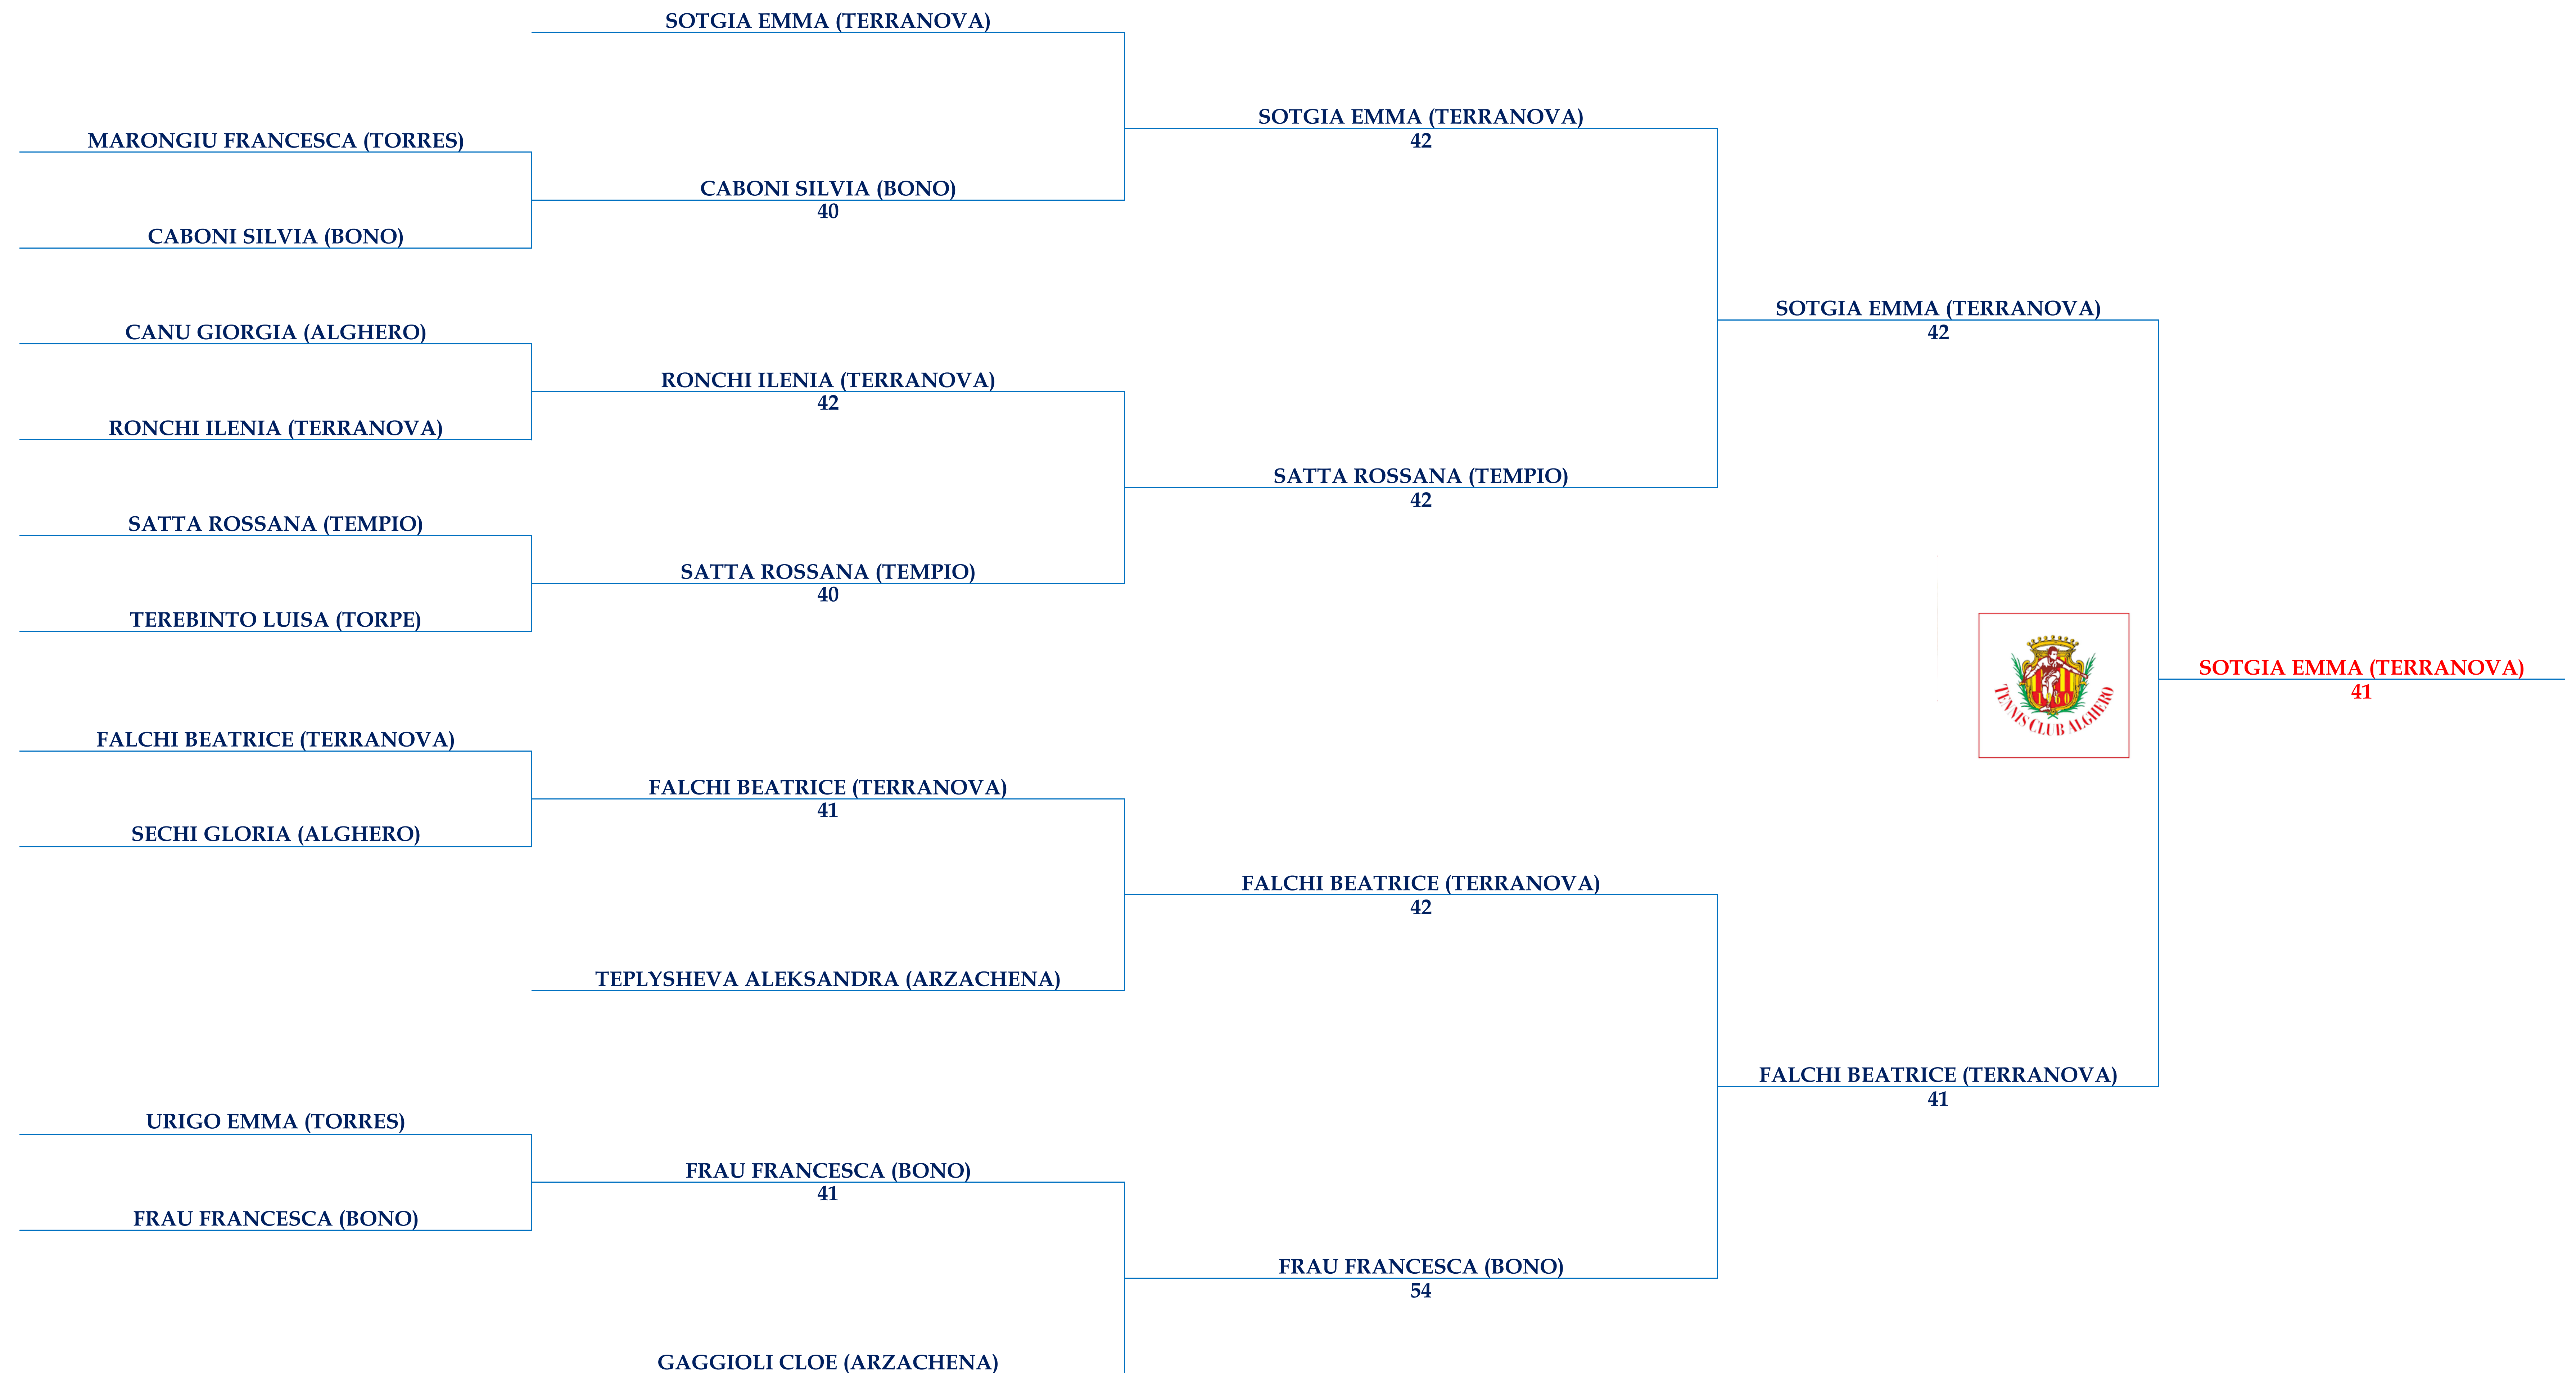 SOTGIA EMMA (TERRANOVA)
SOTGIA EMMA (TERRANOVA)
42
MARONGIU FRANCESCA (TORRES)
CABONI SILVIA (BONO)
40
CABONI SILVIA (BONO)
SOTGIA EMMA (TERRANOVA)
42
CANU GIORGIA (ALGHERO)
RONCHI ILENIA (TERRANOVA)
42
RONCHI ILENIA (TERRANOVA)
SATTA ROSSANA (TEMPIO)
42
SATTA ROSSANA (TEMPIO)
SATTA ROSSANA (TEMPIO)
40
TEREBINTO LUISA (TORPE)
TENNIS CLUB ALGHERO
SOTGIA EMMA (TERRANOVA)
41
FALCHI BEATRICE (TERRANOVA)
FALCHI BEATRICE (TERRANOVA)
41
SECHI GLORIA (ALGHERO)
FALCHI BEATRICE (TERRANOVA)
42
TEPLYSHEVA ALEKSANDRA (ARZACHENA)
FALCHI BEATRICE (TERRANOVA)
41
URIGO EMMA (TORRES)
FRAU FRANCESCA (BONO)
41
FRAU FRANCESCA (BONO)
FRAU FRANCESCA (BONO)
54
GAGGIOLI CLOE (ARZACHENA)